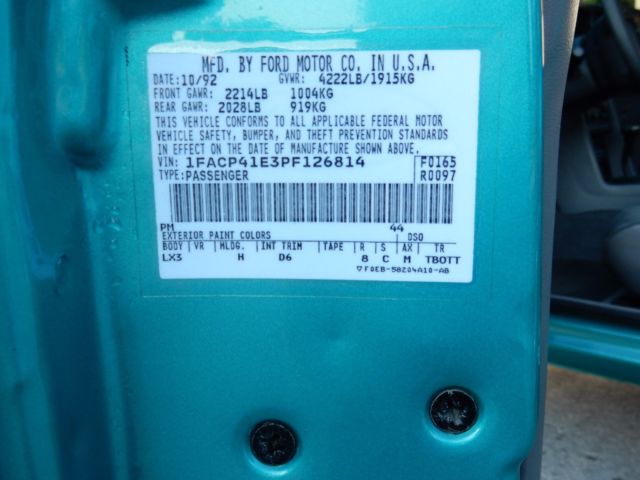 MFD. BY FORD MOTOR CO. IN U.S.A.
DATE: 10/92 GVWR: 4222LB/1915KG
FRONT GAWR: 2214LB 1004KG
REAR GAWR: 2028LB 919KG
THIS VEHICLE CONFORMS TO ALL APPLICABLE FEDERAL MOTOR
VEHICLE SAFETY, BUMPER, AND THEFT PREVENTION STANDARDS
IN EFFECT ON THE DATE OF MANUFACTURE SHOWN ABOVE.
VIN: 1FACP41E3PF126814 F0165
TYPE: PASSENGER R0097
PM 44
EXTERIOR PAINT COLORS DSO
BODY VR MLDG. INT TRIM TAPE R S AX TR
LX3 H D6 8 C M TBOTT
▽F0EB-5820410-AB